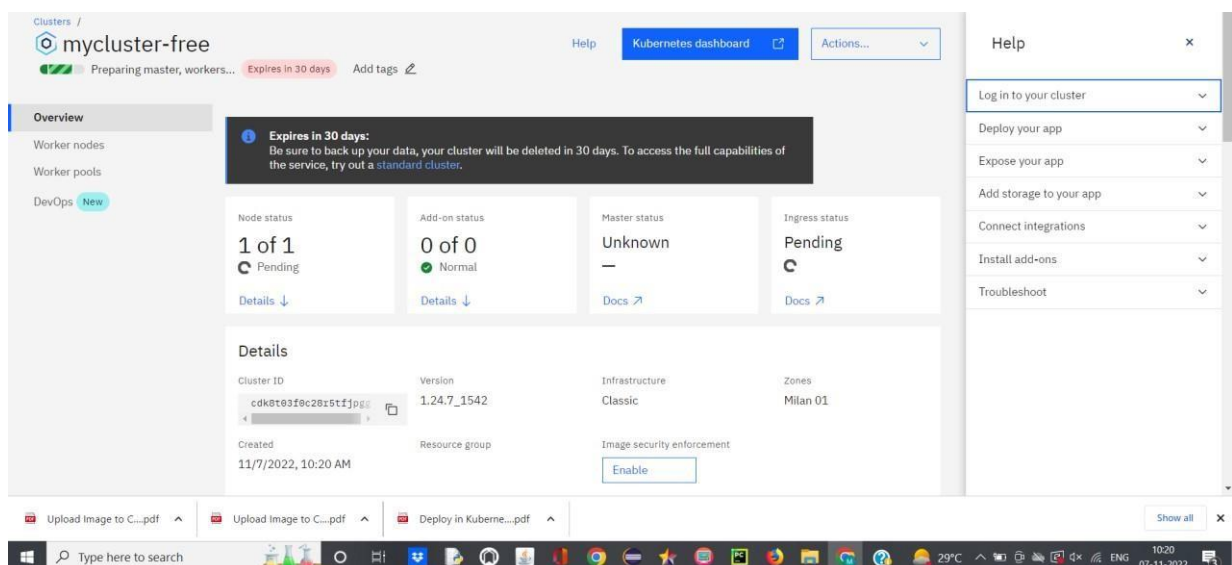 Clusters /
mycluster-free
Help
Kubernetes dashboard
Actions...
Preparing master, workers...
Expires in 30 days
Add tags
Overview
Worker nodes
Worker pools
DevOps New
Expires in 30 days:
Be sure to back up your data, your cluster will be deleted in 30 days. To access the full capabilities of
the service, try out a standard cluster.
Node status
1 of 1
Pending
Details ↓
Add-on status
0 of 0
Normal
Details ↓
Master status
Unknown
—
Docs ↗
Ingress status
Pending
Docs ↗
Details
Cluster ID
Version
1.24.7_1542
Infrastructure
Classic
Zones
Milan 01
Created
11/7/2022, 10:20 AM
Resource group
Image security enforcement
Enable
Help
Log in to your cluster
Deploy your app
Expose your app
Add storage to your app
Connect integrations
Install add-ons
Troubleshoot
Upload Image to C....pdf
Upload Image to C....pdf
Deploy in Kuberne....pdf
Show all
Type here to search
29°C
ENG
10:20
07-11-2022